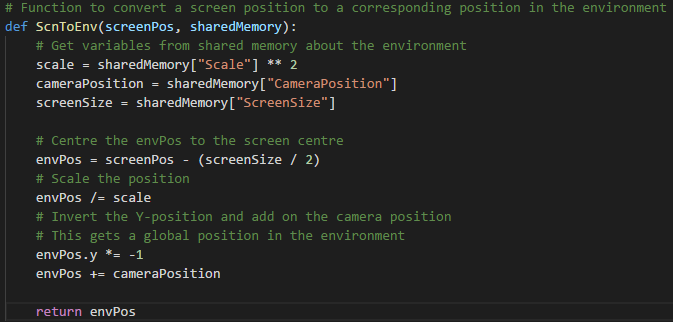 # Function to convert a screen position to a corresponding position in the environment
def ScnToEnv(screenPos, sharedMemory):
    # Get variables from shared memory about the environment
    scale = sharedMemory["Scale"] ** 2
    cameraPosition = sharedMemory["CameraPosition"]
    screenSize = sharedMemory["ScreenSize"]

    # Centre the envPos to the screen centre
    envPos = screenPos - (screenSize / 2)
    # Scale the position
    envPos /= scale
    # Invert the Y-position and add on the camera position
    # This gets a global position in the environment
    envPos.y *= -1
    envPos += cameraPosition

    return envPos